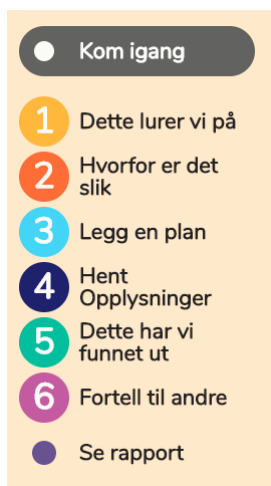 Kom igang
1 Dette lurer vi på
2 Hvorfor er det
slik
3 Legg en plan
4 Hent
Opplysninger
5 Dette har vi
funnet ut
6 Fortell til andre
Se rapport